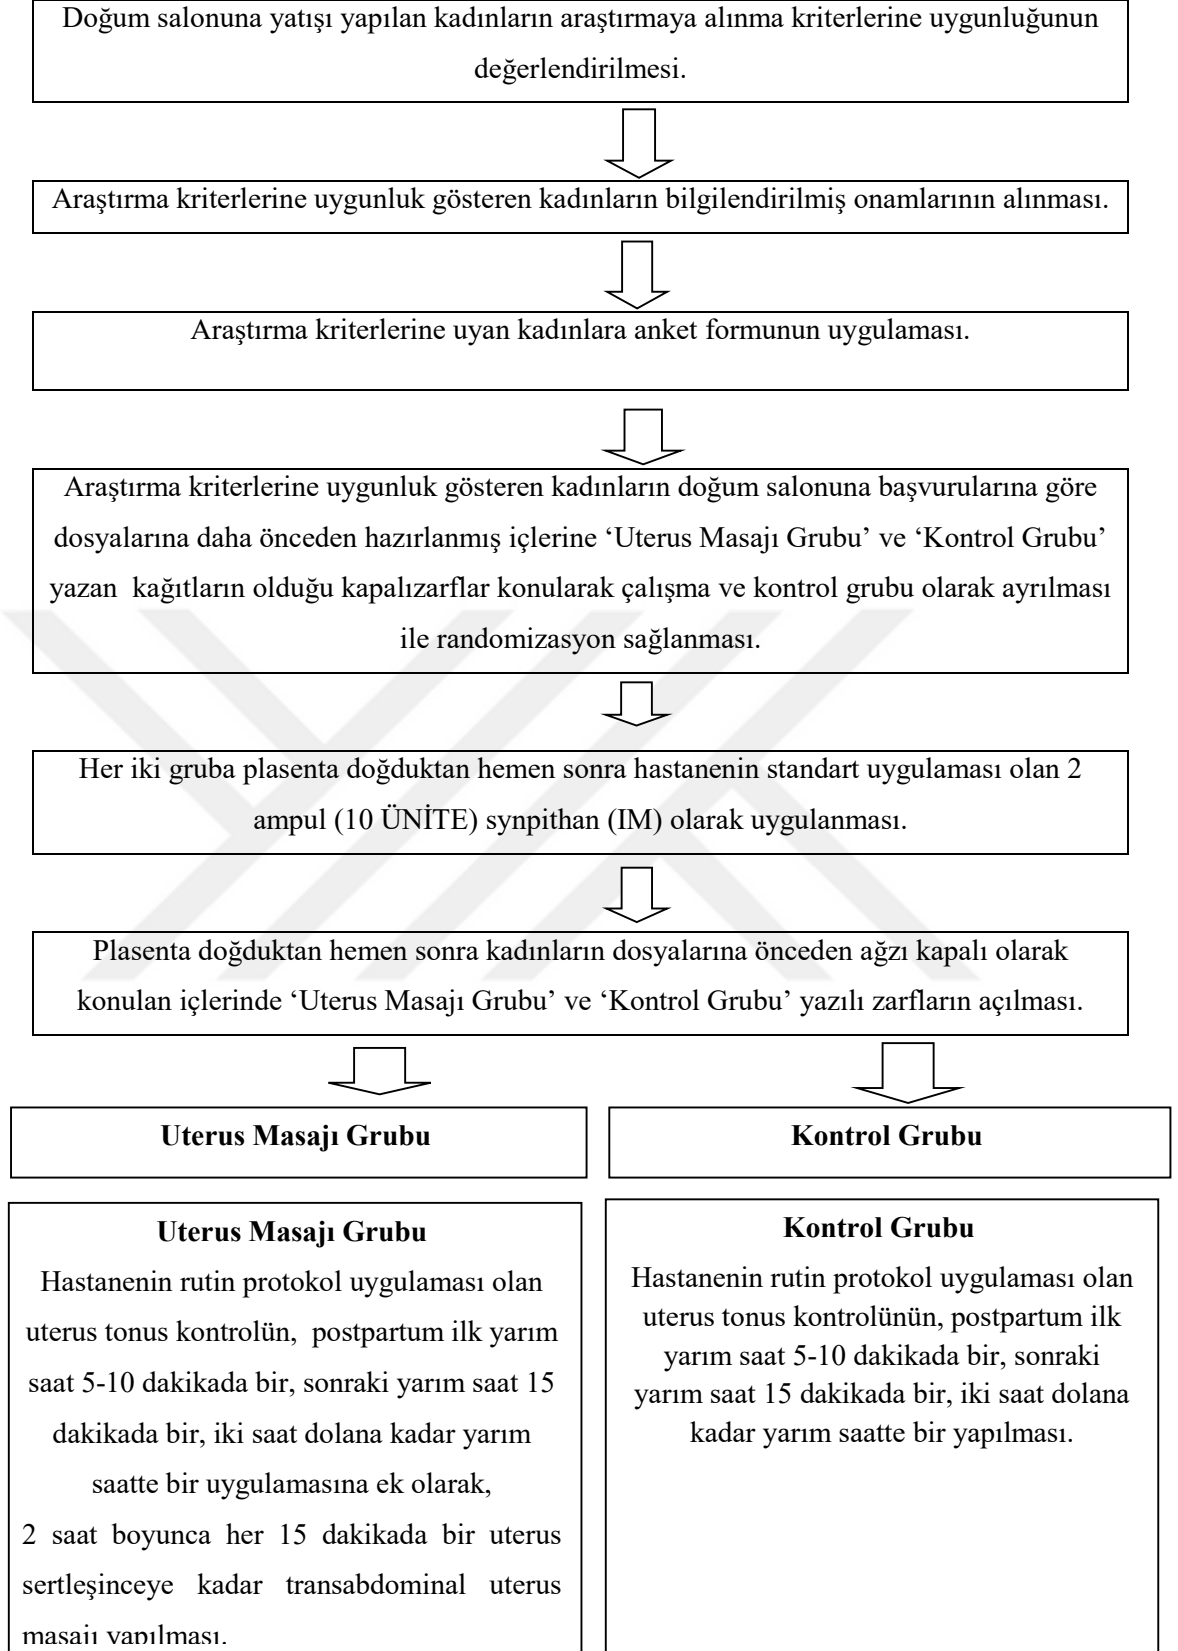 Doğum salonuna yatışı yapılan kadınların araştırmaya alınma kriterlerine uygunluğunun
değerlendirilmesi.
Araştırma kriterlerine uygunluk gösteren kadınların bilgilendirilmiş onamlarının alınması.
Araştırma kriterlerine uyan kadınlara anket formunun uygulaması.
Araştırma kriterlerine uygunluk gösteren kadınların doğum salonuna başvurularına göre
dosyalarına daha önceden hazırlanmış içlerine ‘Uterus Masajı Grubu’ ve ‘Kontrol Grubu’
yazan kağıtların olduğu kapalızarflar konularak çalışma ve kontrol grubu olarak ayrılması
ile randomizasyon sağlanması.
Her iki gruba plasenta doğduktan hemen sonra hastanenin standart uygulaması olan 2
ampul (10 ÜNİTE) synpithan (IM) olarak uygulanması.
Plasenta doğduktan hemen sonra kadınların dosyalarına önceden ağzı kapalı olarak
konulan içlerinde ‘Uterus Masajı Grubu’ ve ‘Kontrol Grubu’ yazılı zarfların açılması.
Uterus Masajı Grubu
Kontrol Grubu
Uterus Masajı Grubu
Hastanenin rutin protokol uygulaması olan
uterus tonus kontrolün, postpartum ilk yarım
saat 5-10 dakikada bir, sonraki yarım saat 15
dakikada bir, iki saat dolana kadar yarım
saatte bir uygulamasına ek olarak,
2 saat boyunca her 15 dakikada bir uterus
sertleşinceye kadar transabdominal uterus
masajı yapılması.
Kontrol Grubu
Hastanenin rutin protokol uygulaması olan
uterus tonus kontrolünün, postpartum ilk
yarım saat 5-10 dakikada bir, sonraki
yarım saat 15 dakikada bir, iki saat dolana
kadar yarım saatte bir yapılması.